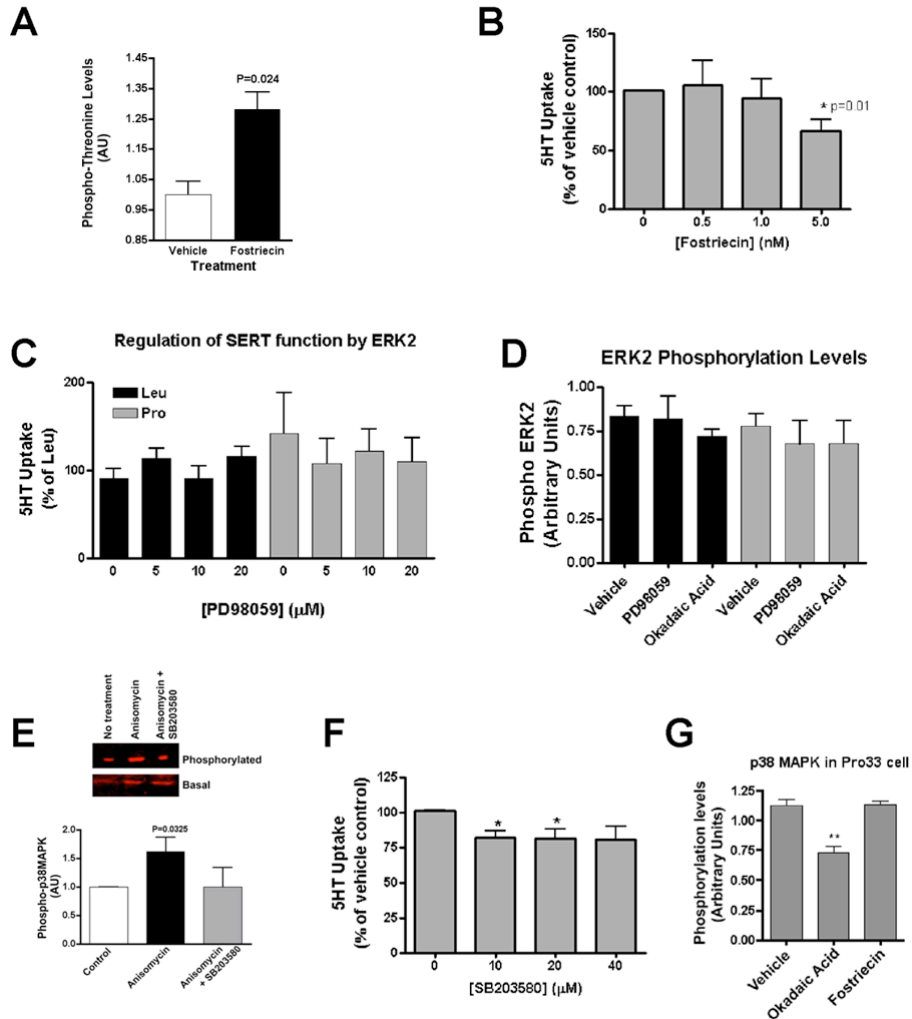 A
Phospho-Threonine Levels
(AU)
1.45
1.35
1.25
1.15
1.05
0.95
0.85
P=0.024
Vehicle Fostriecin
Treatment
B
5HT Uptake
(% of vehicle control)
150
100
50
0
* p=0.01
0 0.5 1.0 5.0
[Fostriecin] (nM)
C
Regulation of SERT function by ERK2
5HT Uptake
(% of Leu)
200
100
0
Leu
Pro
0 5 10 20 0 5 10 20
[PD98059] (μM)
D
ERK2 Phosphorylation Levels
Phospho ERK2
(Arbitrary Units)
1.00
0.75
0.50
0.25
0.00
Vehicle
PD98059
Okadaic Acid
Vehicle
PD98059
Okadaic Acid
E
No treatment
Anisomycin
Anisomycin +
SB203580
Phosphorylated
Basal
Phospho-p38MAPK
(AU)
2.0
1.5
1.0
0.5
0.0
P=0.0325
Control
Anisomycin
Anisomycin
+ SB203580
F
5HT Uptake
(% of vehicle control)
125
100
75
50
25
0
* *
0 10 20 40
[SB203580] (μM)
G
p38 MAPK in Pro33 cell
Phosphorylation levels
(Arbitrary Units)
1.25
1.00
0.75
0.50
0.33
0.00
**
Vehicle
Okadaic Acid
Fostriecin